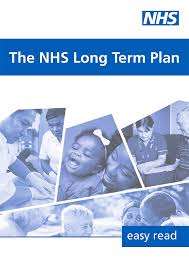 NHS
The NHS Long Term Plan
easy read